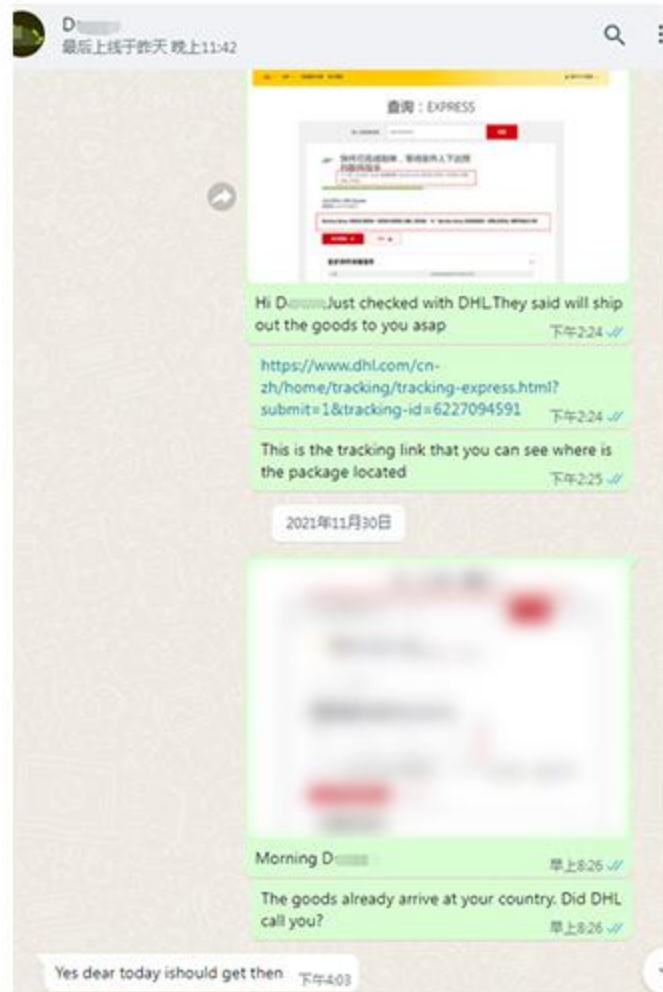 D
最后上线于昨天 晚上11:42
查询：EXPRESS
Hi D Just checked with DHL.They said will ship
out the goods to you asap
下午2:24
https://www.dhl.com/cn-
zh/home/tracking/tracking-express.html?
submit=1&tracking-id=6227094591
下午2:24
This is the tracking link that you can see where is
the package located
下午2:25
2021年11月30日
Morning D
早上8:26
The goods already arrive at your country. Did DHL
call you?
早上8:26
Yes dear today ishould get then
下午4:03